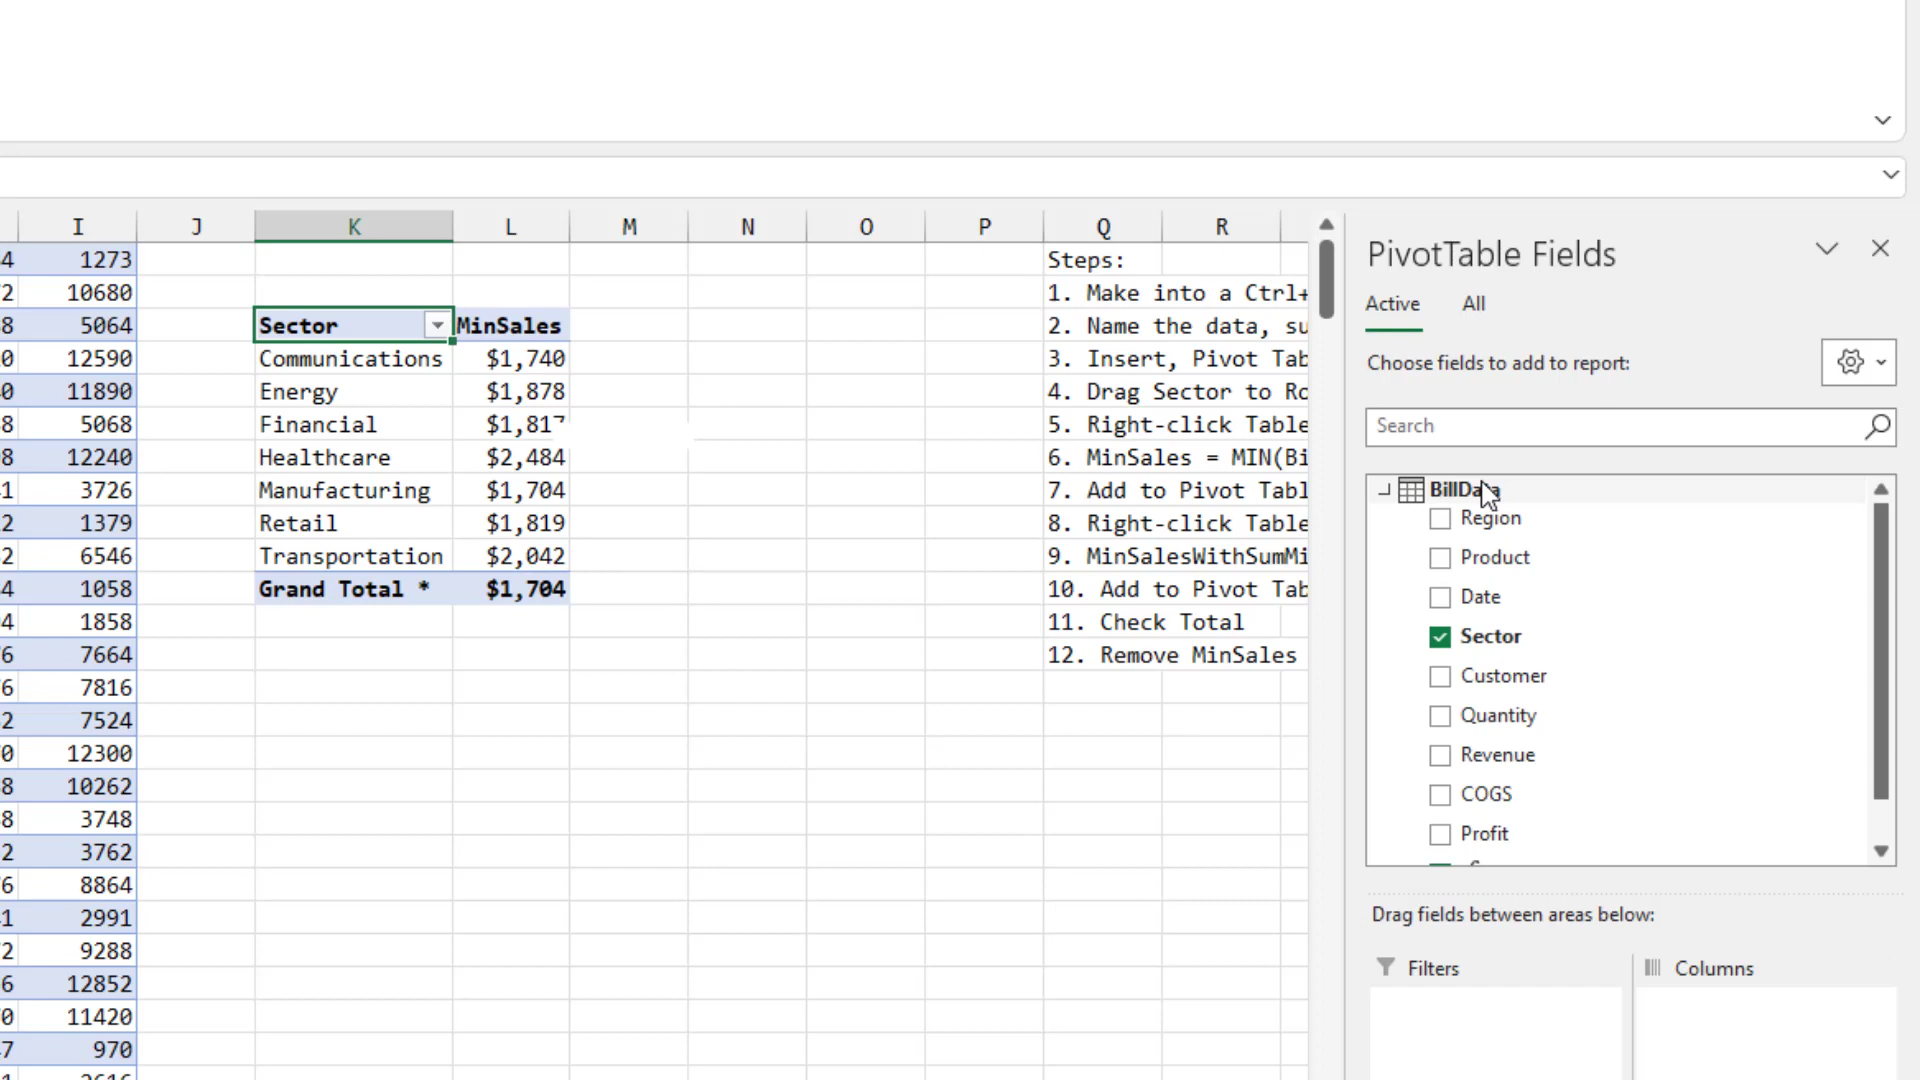 I J K L M N O P Q R
4 1273 Steps:
2 10680 1. Make into a Ctrl+
8 5064 Sector MinSales 2. Name the data, su
0 12590 Communications $1,740 3. Insert, Pivot Tab
0 11890 Energy $1,878 4. Drag Sector to Ro
8 5068 Financial $1,817 5. Right-click Table
8 12240 Healthcare $2,484 6. MinSales = MIN(Bi
1 3726 Manufacturing $1,704 7. Add to Pivot Tabl
2 1379 Retail $1,819 8. Right-click Table
2 6546 Transportation $2,042 9. MinSalesWithSumMi
4 1058 Grand Total * $1,704 10. Add to Pivot Tab
4 1858 11. Check Total
6 7664 12. Remove MinSales
6 7816
2 7524
0 12300
8 10262
8 3748
2 3762
6 8864
1 2991
2 9288
6 12852
0 11420
7 970
PivotTable Fields
Active All
Choose fields to add to report:
Search
BillData
Region
Product
Date
Sector
Customer
Quantity
Revenue
COGS
Profit
Drag fields between areas below:
Filters Columns